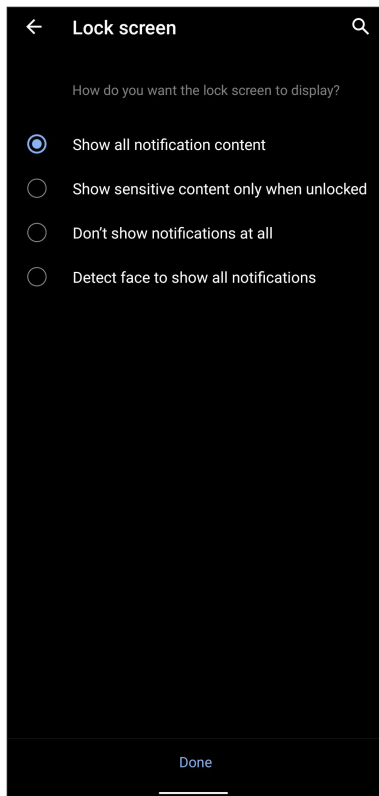 Lock screen
How do you want the lock screen to display?
Show all notification content
Show sensitive content only when unlocked
Don't show notifications at all
Detect face to show all notifications
Done